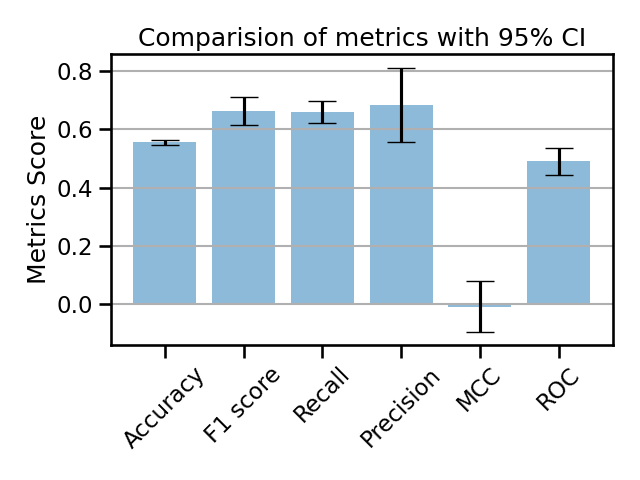 Comparision of metrics with 95% CI
Metrics Score
0.8
0.6
0.4
0.2
0.0
Accuracy
F1 score
Recall
Precision
MCC
ROC